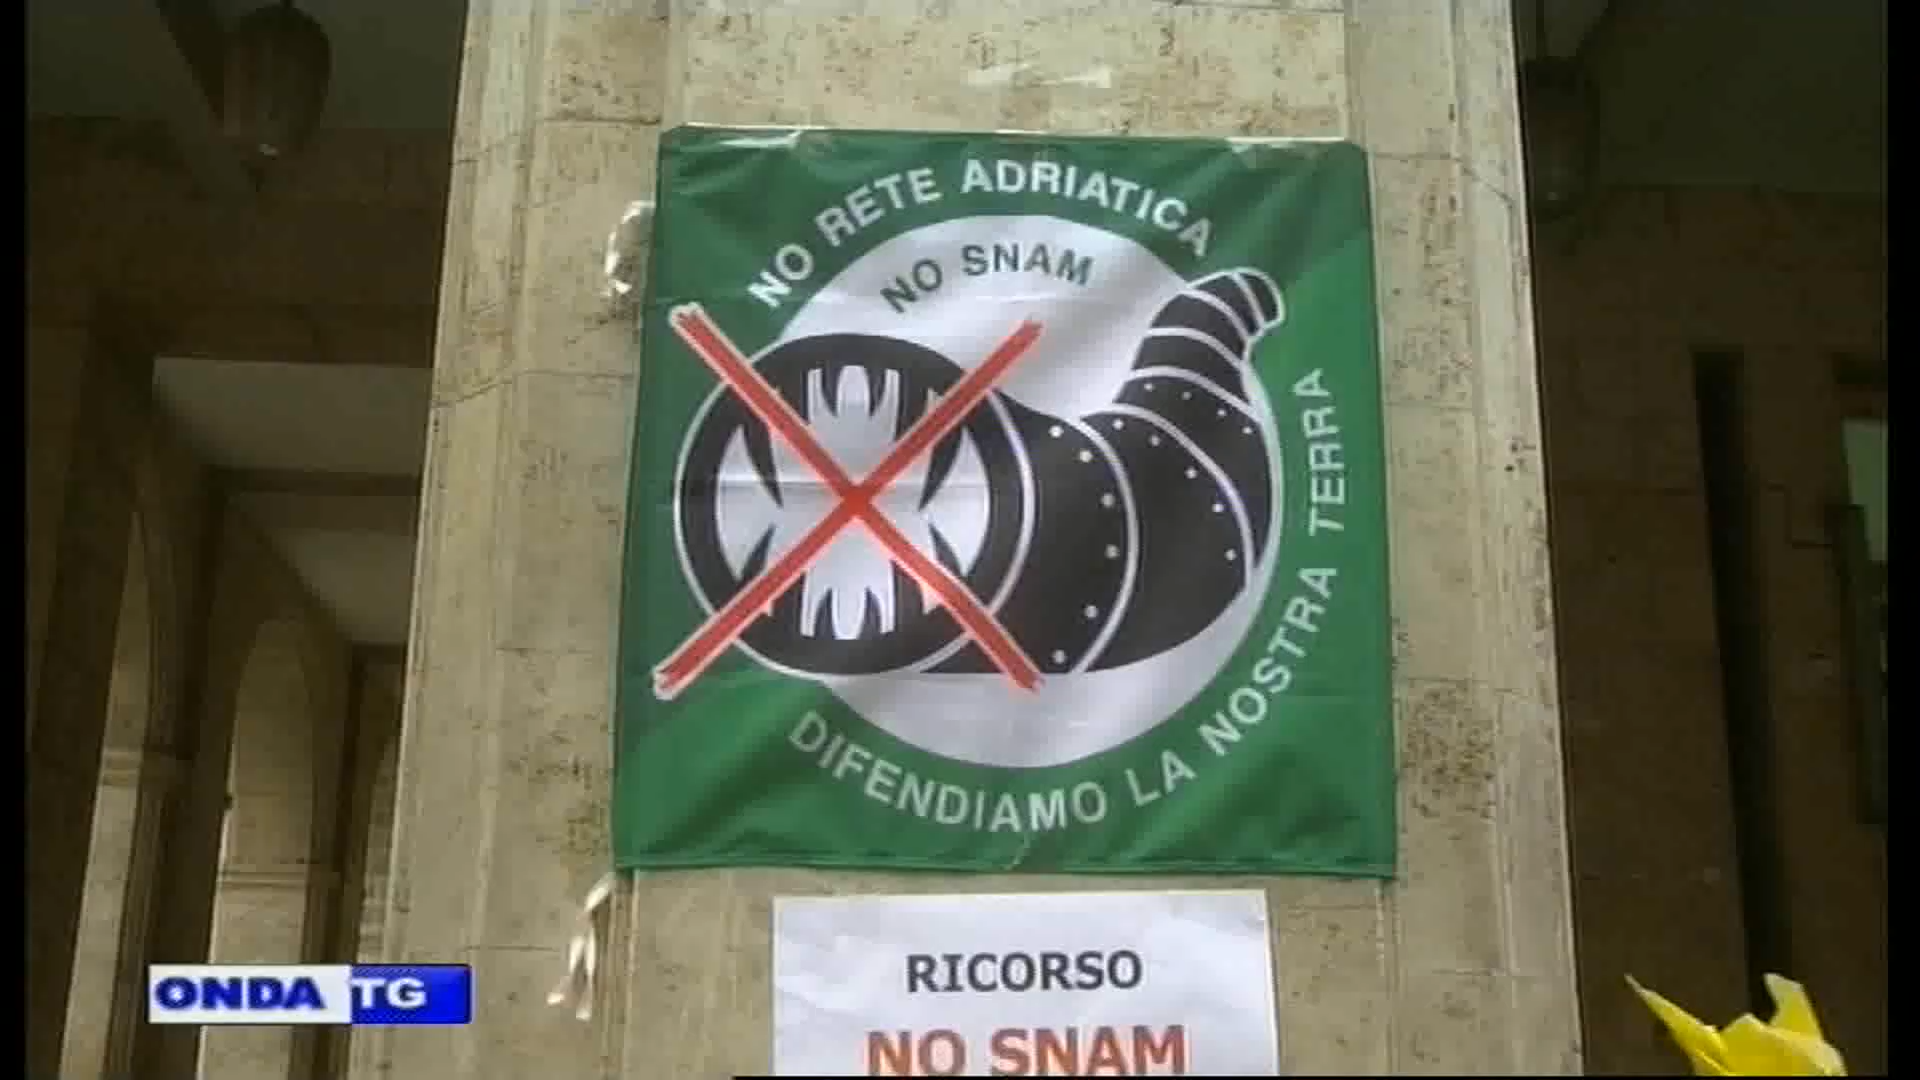 NO RETE ADRIATICA
NO SNAM
DIFENDIAMO LA NOSTRA TERRA
RICORSO
NO SNAM
ONDA TG